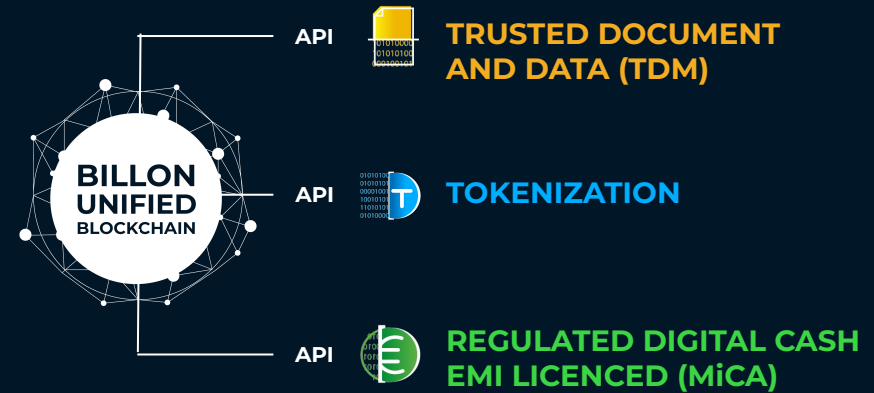 API
TRUSTED DOCUMENT
AND DATA (TDM)
BILLON
UNIFIED
BLOCKCHAIN
API
T
TOKENIZATION
API
REGULATED DIGITAL CASH
EMI LICENCED (MiCA)